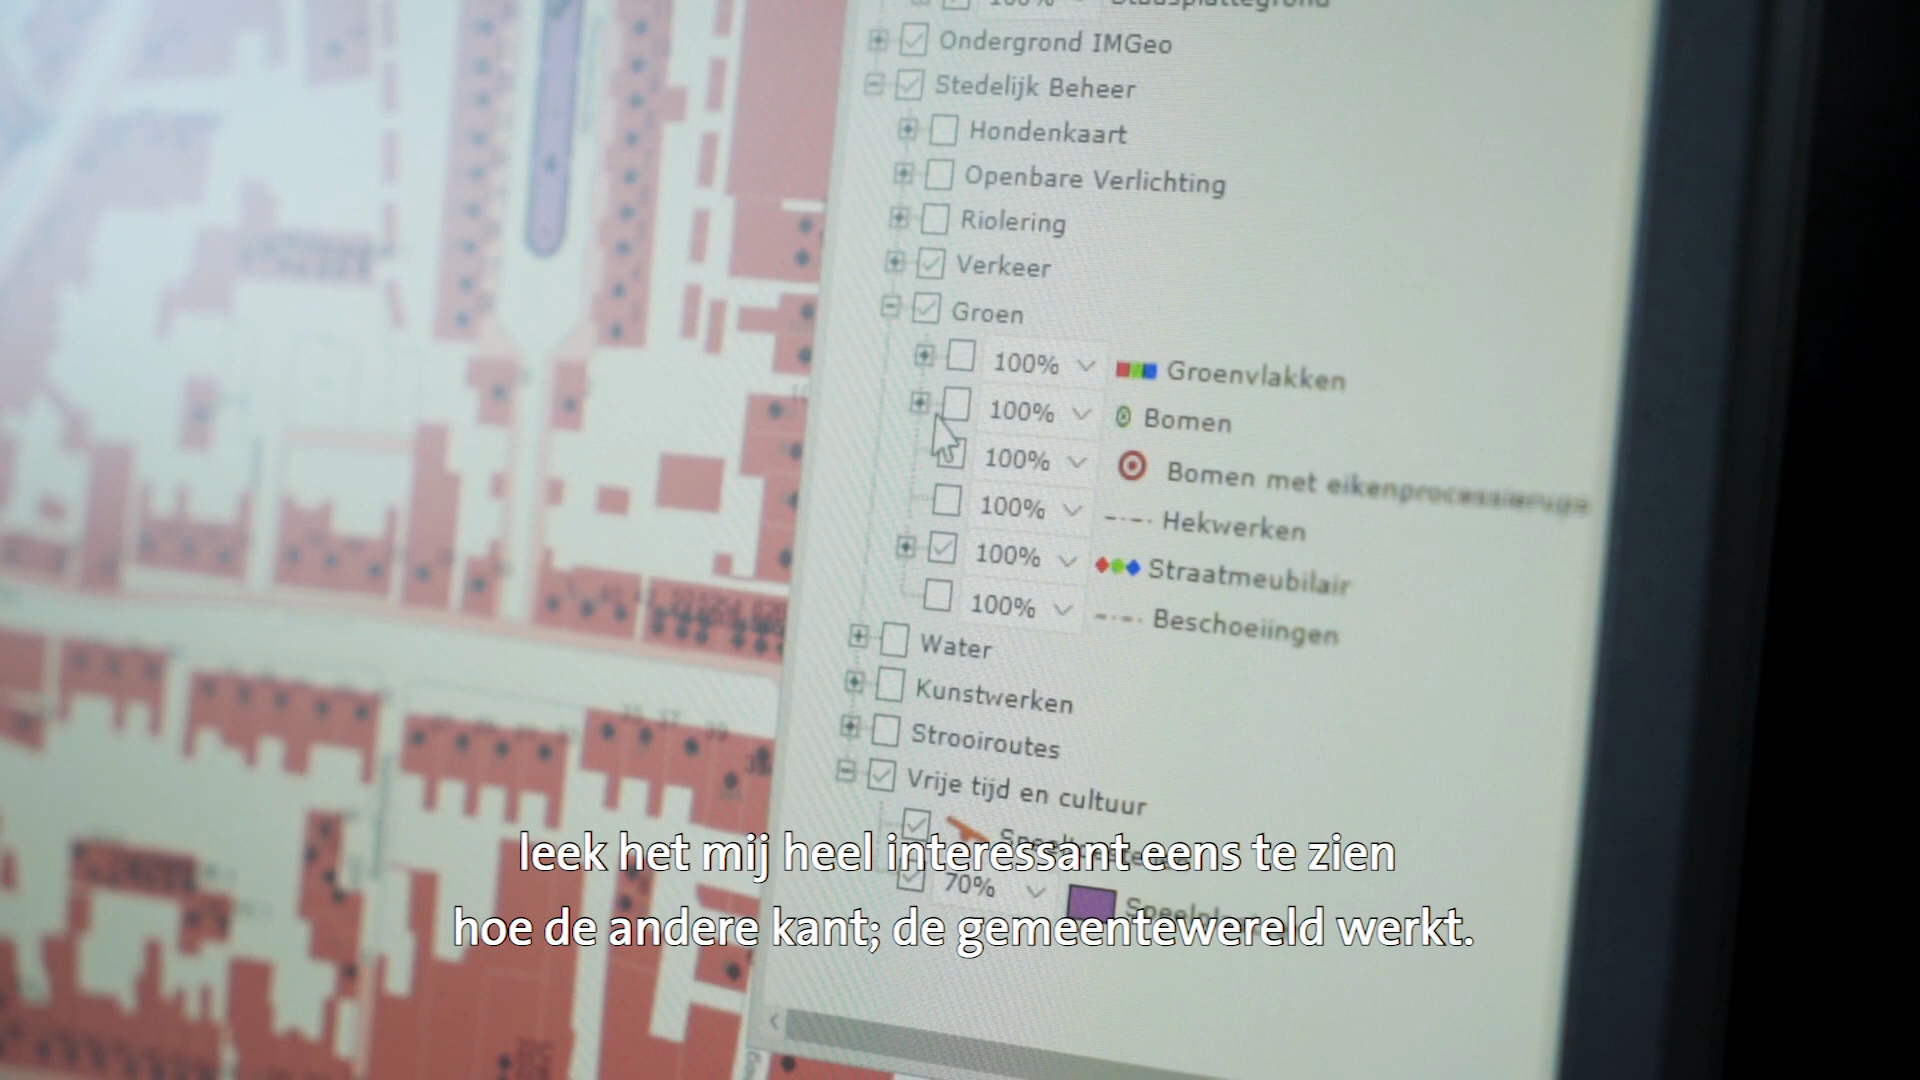 Ondergrond IMGeo
Stedelijk Beheer
Hondenkaart
Openbare Verlichting
Riolering
Verkeer
Groen
100% Groenvlakken
100% Bomen
100% Bomen met eikenprocessierups
100% Hekwerken
100% Straatmeubilair
100% Beschoeiingen
Water
Kunstwerken
Strooiroutes
Vrije tijd en cultuur
70%
leek het mij heel interessant eens te zien
hoe de andere kant; de gemeentewereld werkt.